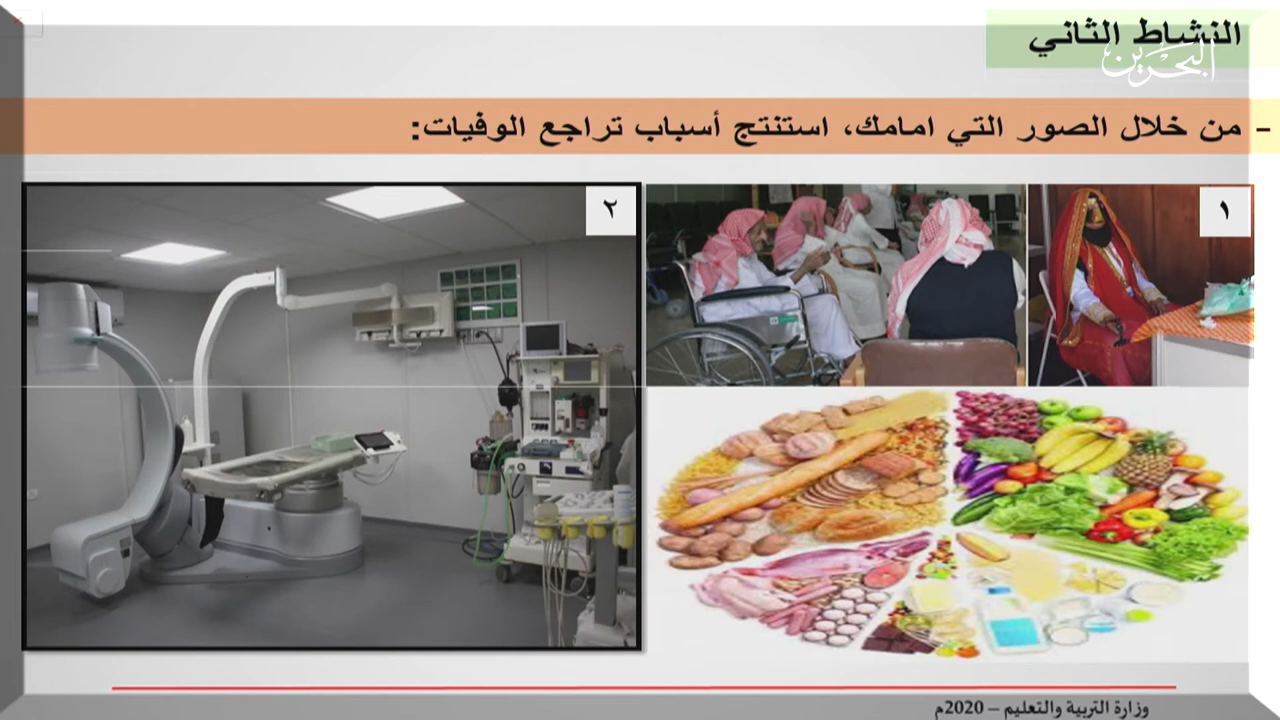 النشاط الثاني
البحرين
- من خلال الصور التي امامك، استنتج أسباب تراجع الوفيات:
١
٢
وزارة التربية والتعليم – 2020م